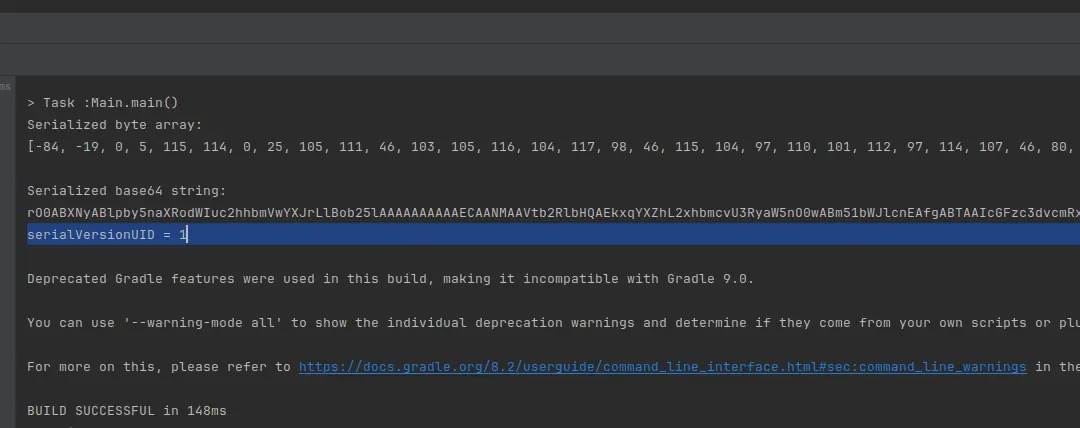 ms
> Task :Main.main()
Serialized byte array:
[-84, -19, 0, 5, 115, 114, 0, 25, 105, 111, 46, 103, 105, 116, 104, 117, 98, 46, 115, 104, 97, 110, 101, 112, 97, 114, 107, 46, 80,
Serialized base64 string:
rO0ABXNyABlpby5naXRodWIuc2hhbmVwYXJrLlBob25lAAAAAAAAAAECAANMAAVtb2RlbHQAEkxqYXZhL2xhbmcvU3RyaW5nO0wABm51bWJlcnEAfgABTAAIcGFzc3dvcmRx
serialVersionUID = 1
Deprecated Gradle features were used in this build, making it incompatible with Gradle 9.0.
You can use '--warning-mode all' to show the individual deprecation warnings and determine if they come from your own scripts or plu
For more on this, please refer to https://docs.gradle.org/8.2/userguide/command_line_interface.html#sec:command_line_warnings in the
BUILD SUCCESSFUL in 148ms